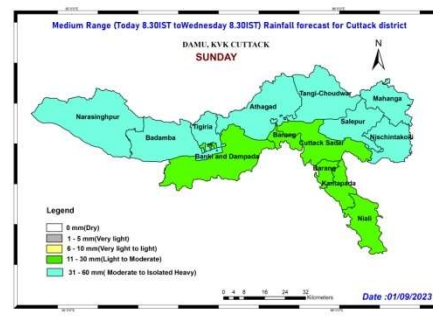 Medium Range (Today 8.30IST toWednesday 8.30IST) Rainfall forecast for Cuttack district
DAMU, KVK CUTTACK
SUNDAY
N
Narasinghpur
Badamba
Tigiria
Athagad
Tangi-Choudwar
Mahanga
Salepur
Nischintakoili
Banki and Dampada
Barang
Cuttack Sadar
Barang
Kantapada
Niali
Legend
0 mm(Dry)
1 - 5 mm(Very light)
6 - 10 mm(Very light to light)
11 - 30 mm(Light to Moderate)
31 - 60 mm( Moderate to Isolated Heavy)
0 4 8 16 24 32
Kilometers
Date :01/09/2023